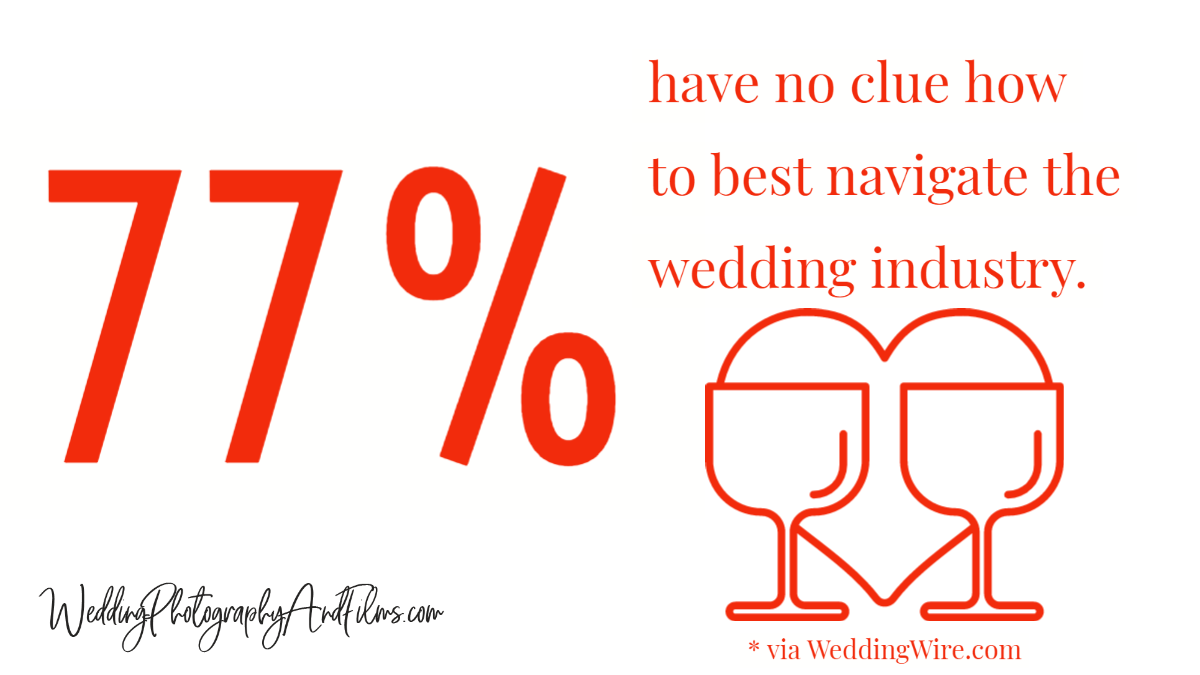 77%
have no clue how
to best navigate the
wedding industry.
WeddingPhotographyAndFilms.com
* via WeddingWire.com